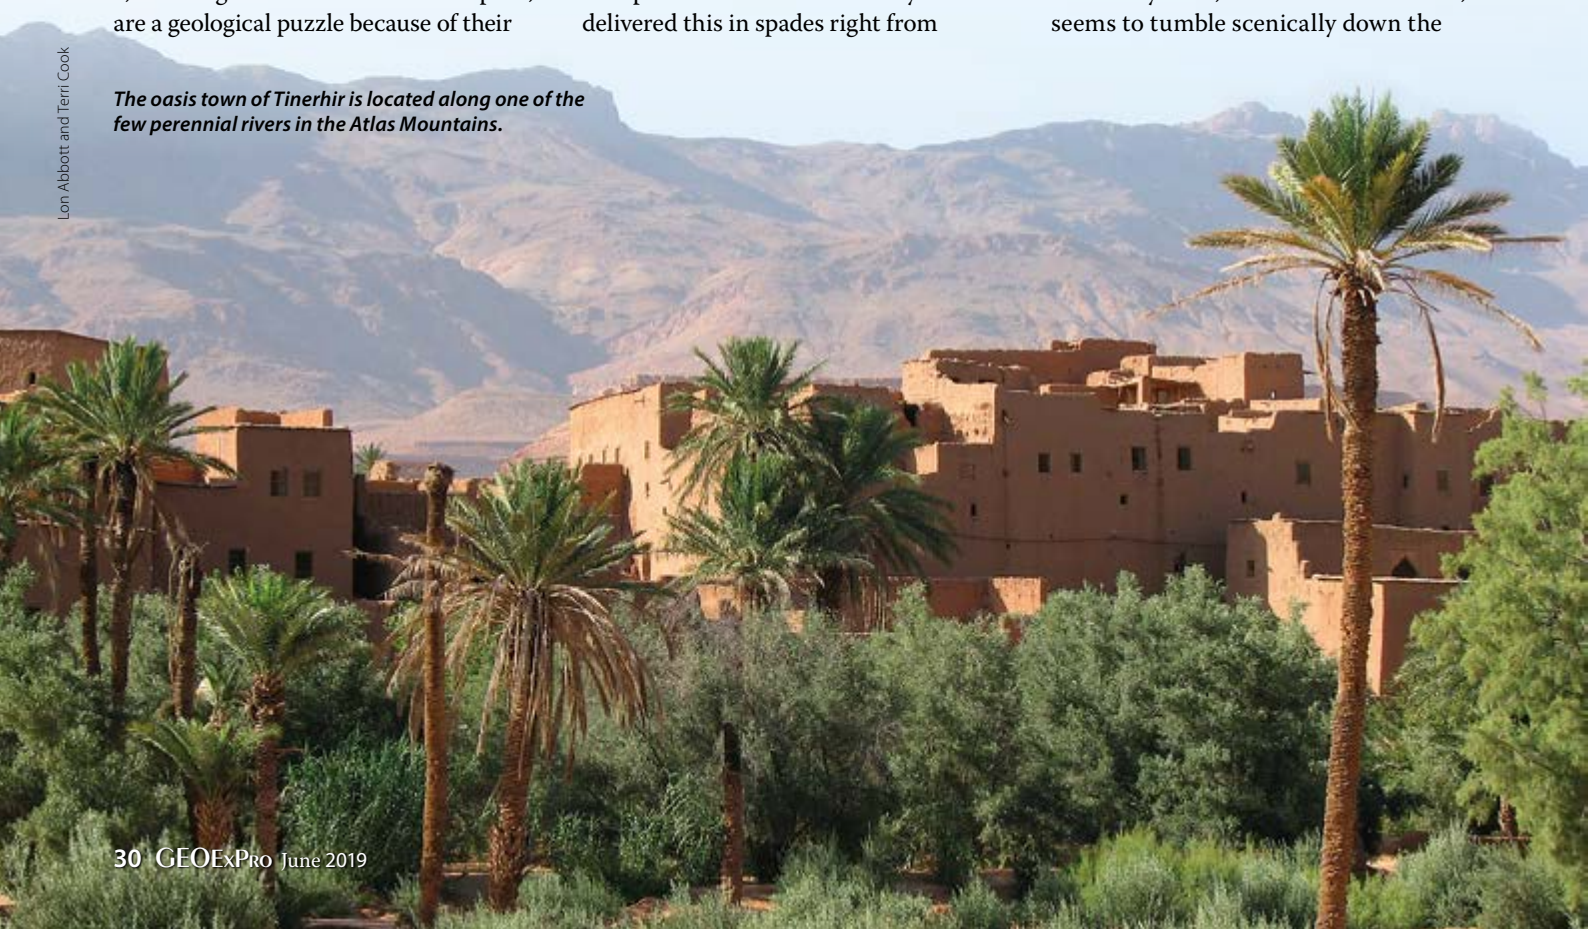 are a geological puzzle because of their
delivered this in spades right from
seems to tumble scenically down the
Lon Abbott and Terri Cook
The oasis town of Tinerhir is located along one of the
few perennial rivers in the Atlas Mountains.
30 GEOExPro June 2019